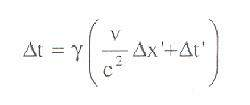 Δt = γ( v/c² Δx'+Δt' )